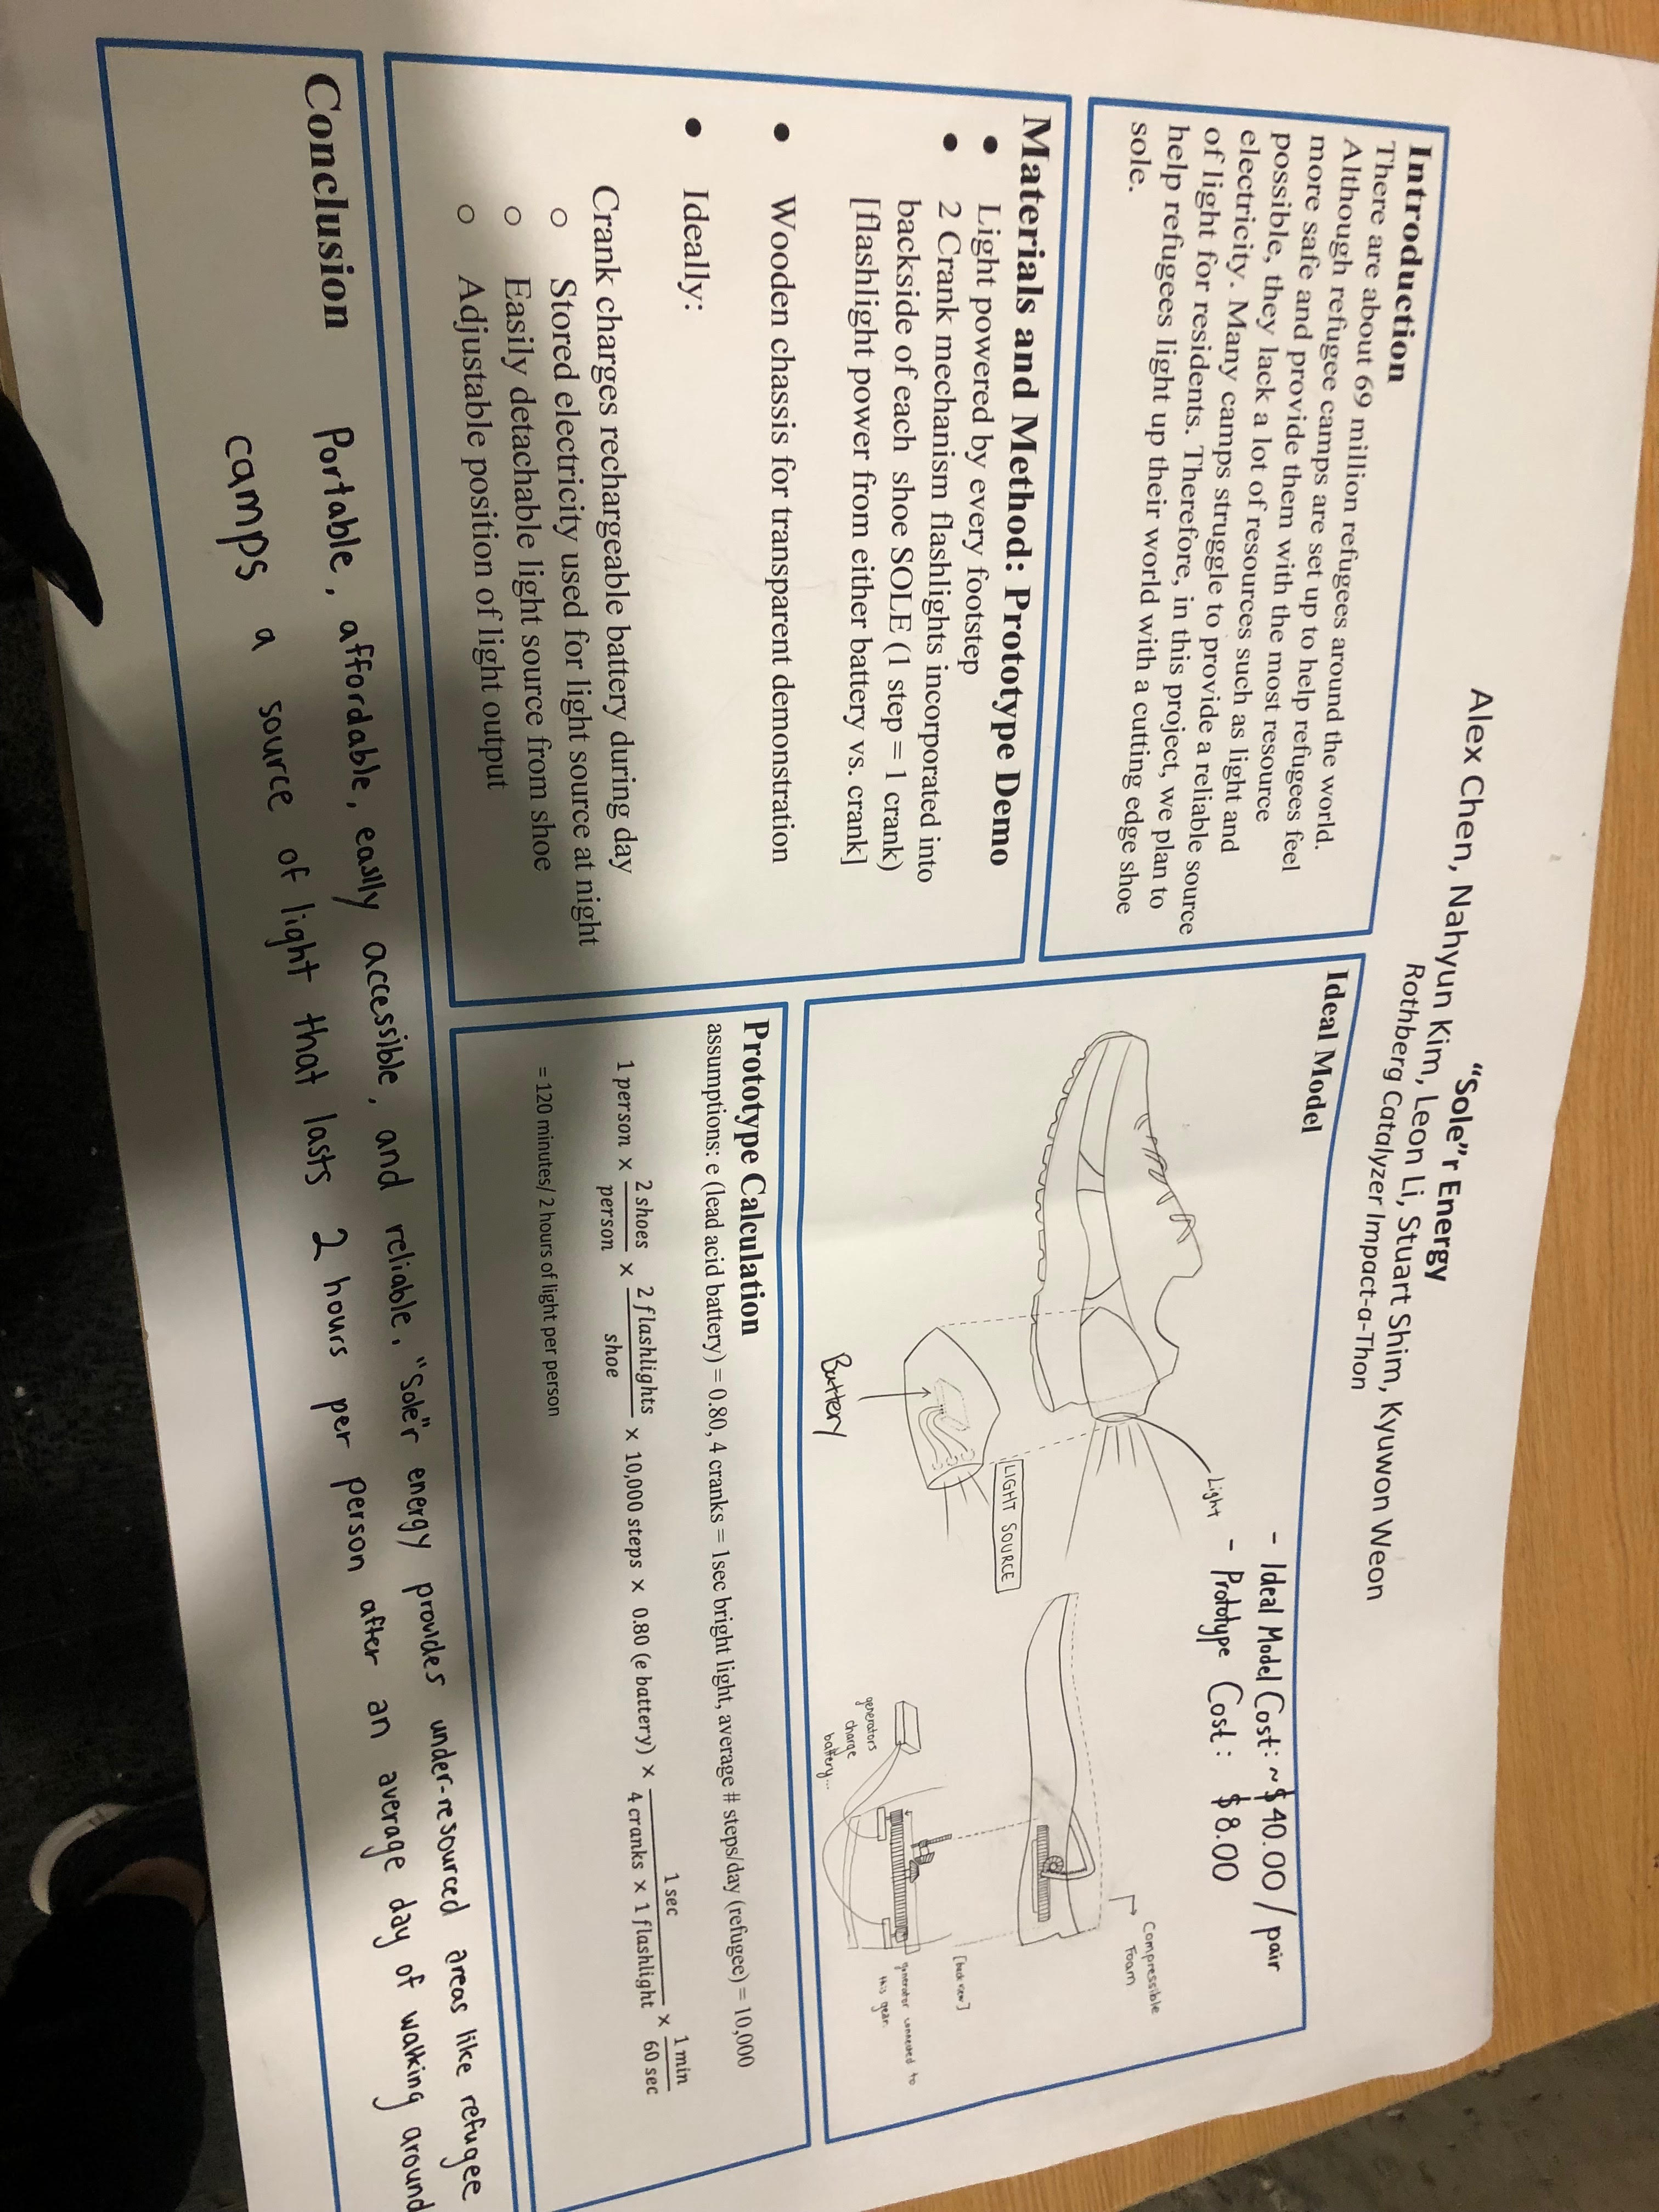 “Sole”r Energy
Alex Chen, Nahyun Kim, Leon Li, Stuart Shim, Kyuwon Weon
Rothberg Catalyzer Impact-a-Thon
Introduction
There are about 69 million refugees around the world.
Although refugee camps are set up to help refugees feel
more safe and provide them with the most resource
possible, they lack a lot of resources such as light and
electricity. Many camps struggle to provide a reliable source
of light for residents. Therefore, in this project, we plan to
help refugees light up their world with a cutting edge shoe
sole.
Materials and Method: Prototype Demo
● Light powered by every footstep
● 2 Crank mechanism flashlights incorporated into
backside of each shoe SOLE (1 step = 1 crank)
[flashlight power from either battery vs. crank]
● Wooden chassis for transparent demonstration
● Ideally:
Crank charges rechargeable battery during day
○ Stored electricity used for light source at night
○ Easily detachable light source from shoe
○ Adjustable position of light output
Ideal Model
- Ideal Model Cost: ~$40.00/pair
- Prototype Cost: $8.00
Light
LIGHT SOURCE
Battery
Compressible
Foam
[back view]
generator connected to
this gear.
generators
charge
battery...
Prototype Calculation
assumptions: e (lead acid battery) = 0.80, 4 cranks = 1sec bright light, average # steps/day (refugee) = 10,000
1 person × 2 shoes / person × 2 flashlights / shoe × 10,000 steps × 0.80 (e battery) × 1 sec / 4 cranks × 1 flashlight × 1 min / 60 sec
= 120 minutes/ 2 hours of light per person
Conclusion
Portable, affordable, easily accessible, and reliable. "Sole"r energy provides under-resourced areas like refugee
camps a source of light that lasts 2 hours per person after an average day of walking around